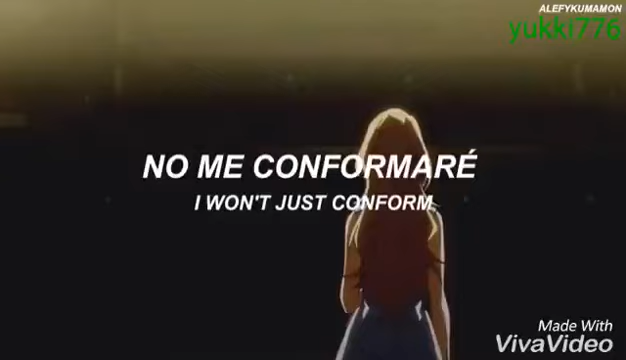 ALEFYKUMAMON
yukki776
NO ME CONFORMARÉ
I WON'T JUST CONFORM
Made With
VivaVideo